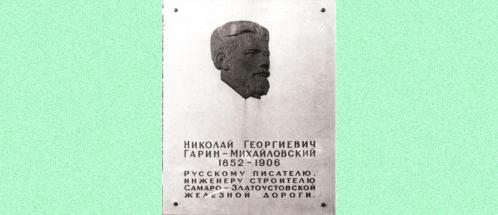 Николай Георгиевич
Гарин – Михайловский
1852 – 1906
Русскому писателю,
инженеру строителю
Самаро – Златоустовской
железной дороги.